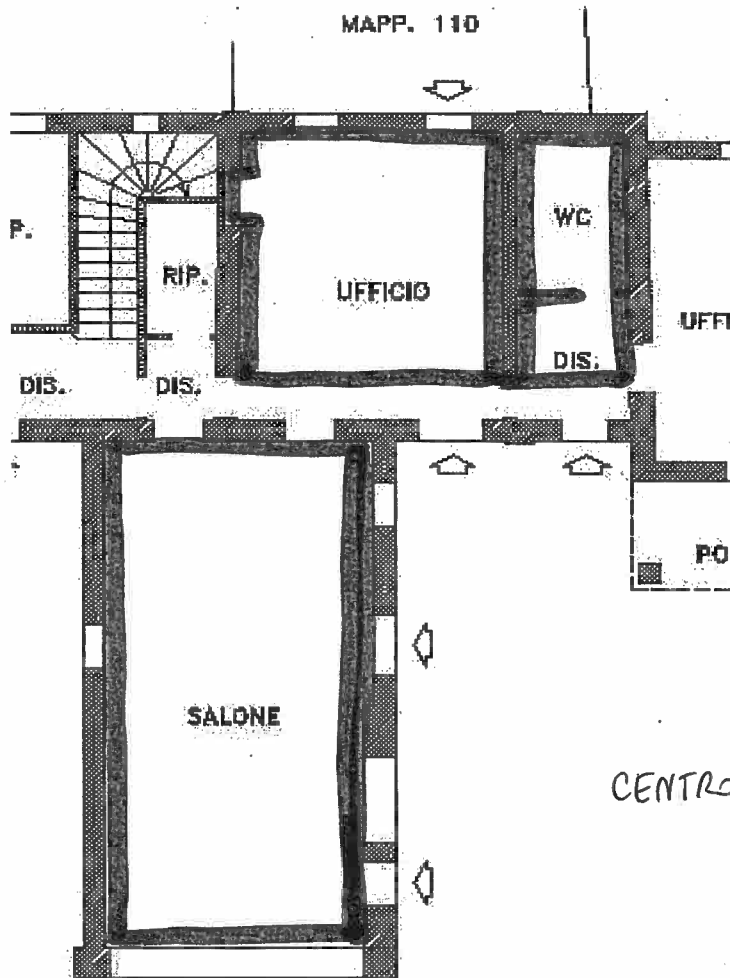 MAPP. 110
P.
WC
RIP.
UFFICIO
UFFI
DIS.
DIS.
DIS.
PO
SALONE
CENTRO